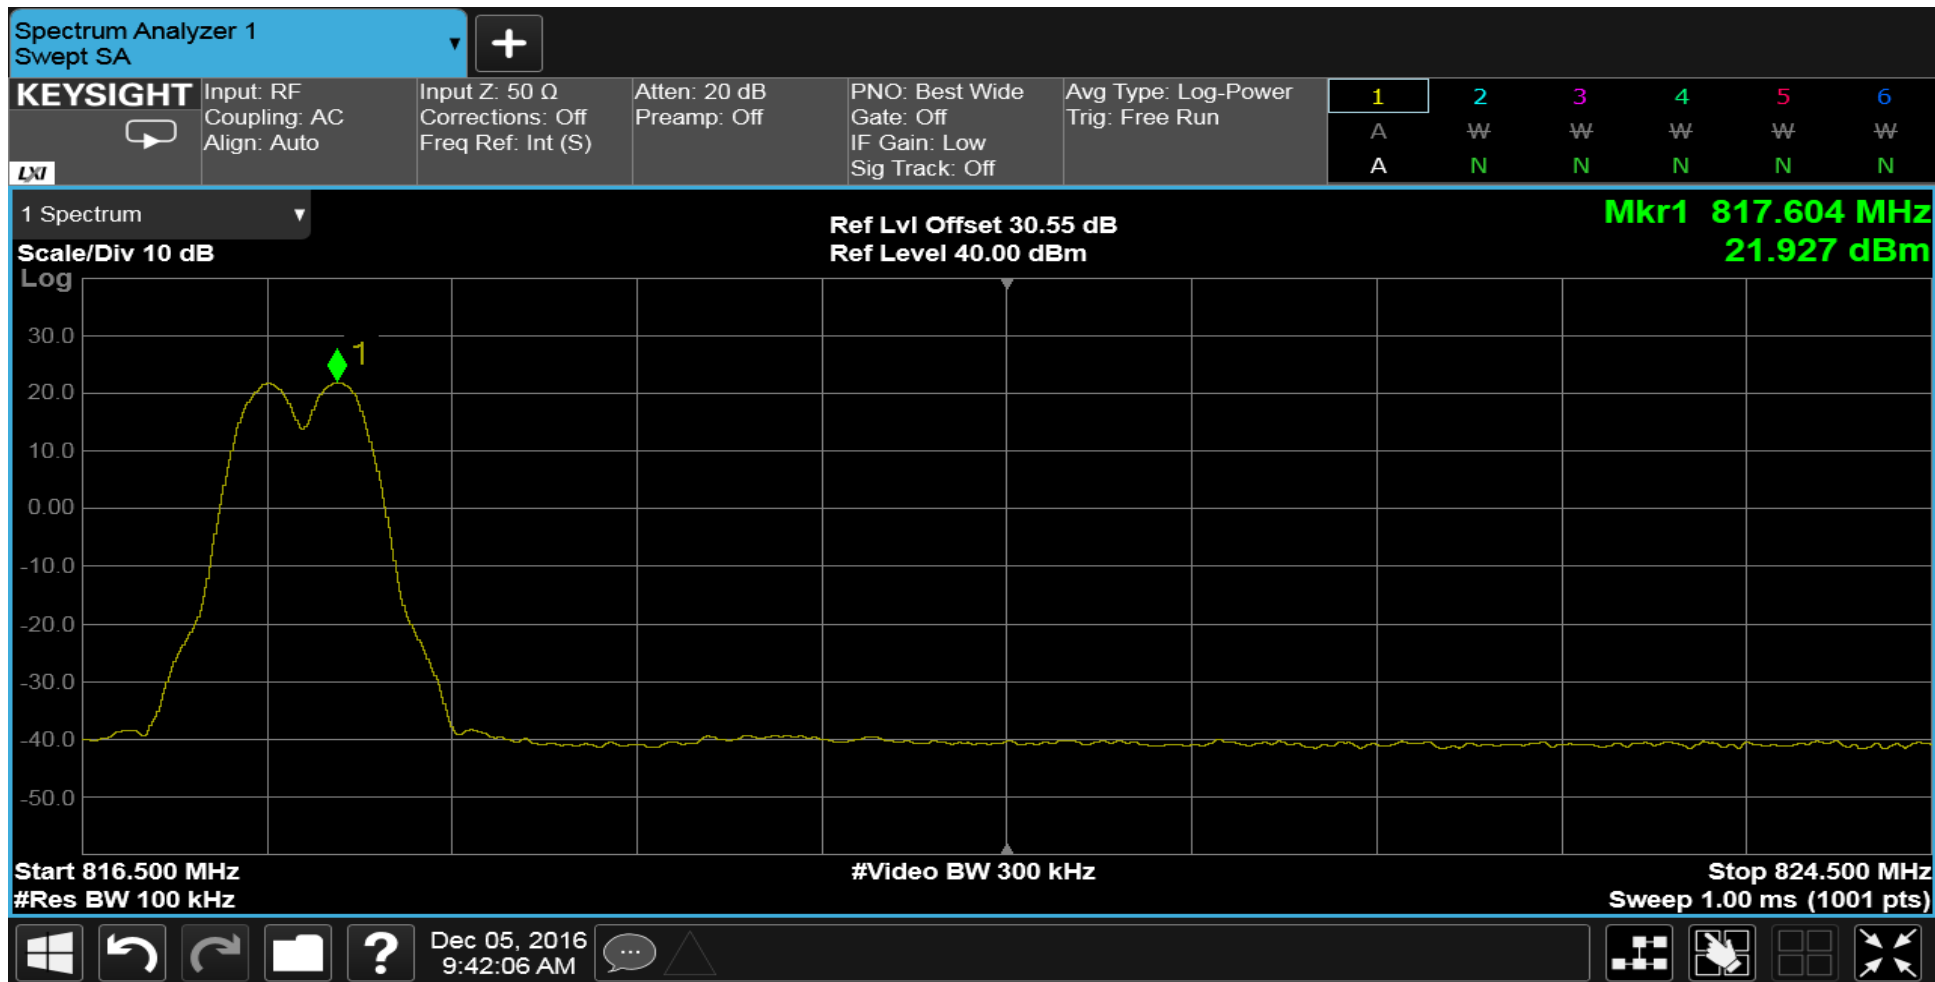 Spectrum Analyzer 1
Swept SA
KEYSIGHT
LXI
Input: RF
Coupling: AC
Align: Auto
Input Z: 50 Ω
Corrections: Off
Freq Ref: Int (S)
Atten: 20 dB
Preamp: Off
PNO: Best Wide
Gate: Off
IF Gain: Low
Sig Track: Off
Avg Type: Log-Power
Trig: Free Run
1 2 3 4 5 6
A W W W W W
A N N N N N
1 Spectrum
Scale/Div 10 dB
Log
Ref Lvl Offset 30.55 dB
Ref Level 40.00 dBm
Mkr1 817.604 MHz
21.927 dBm
1
30.0
20.0
10.0
0.00
-10.0
-20.0
-30.0
-40.0
-50.0
Start 816.500 MHz
#Res BW 100 kHz
#Video BW 300 kHz
Stop 824.500 MHz
Sweep 1.00 ms (1001 pts)
?
Dec 05, 2016
9:42:06 AM